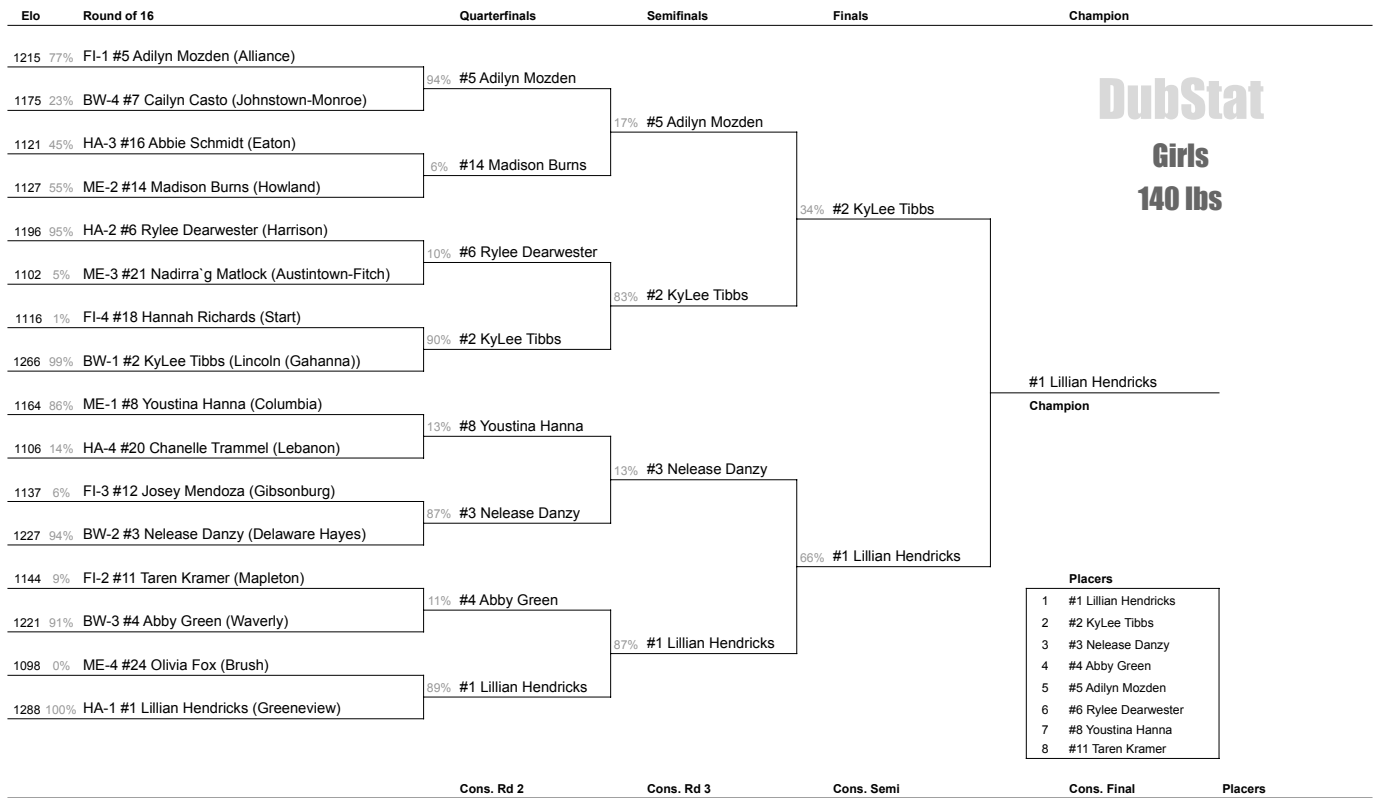 Elo Round of 16 Quarterfinals Semifinals Finals Champion
1215 77% FI-1 #5 Adilyn Mozden (Alliance)
94% #5 Adilyn Mozden
1175 23% BW-4 #7 Cailyn Casto (Johnstown-Monroe)
17% #5 Adilyn Mozden
1121 45% HA-3 #16 Abbie Schmidt (Eaton)
6% #14 Madison Burns
1127 55% ME-2 #14 Madison Burns (Howland)
34% #2 KyLee Tibbs
1196 95% HA-2 #6 Rylee Dearwester (Harrison)
10% #6 Rylee Dearwester
1102 5% ME-3 #21 Nadirra`g Matlock (Austintown-Fitch)
83% #2 KyLee Tibbs
1116 1% FI-4 #18 Hannah Richards (Start)
90% #2 KyLee Tibbs
1266 99% BW-1 #2 KyLee Tibbs (Lincoln (Gahanna))
#1 Lillian Hendricks
Champion
1164 86% ME-1 #8 Youstina Hanna (Columbia)
13% #8 Youstina Hanna
1106 14% HA-4 #20 Chanelle Trammel (Lebanon)
13% #3 Nelease Danzy
1137 6% FI-3 #12 Josey Mendoza (Gibsonburg)
87% #3 Nelease Danzy
1227 94% BW-2 #3 Nelease Danzy (Delaware Hayes)
66% #1 Lillian Hendricks
1144 9% FI-2 #11 Taren Kramer (Mapleton)
11% #4 Abby Green
1221 91% BW-3 #4 Abby Green (Waverly)
87% #1 Lillian Hendricks
1098 0% ME-4 #24 Olivia Fox (Brush)
89% #1 Lillian Hendricks
1288 100% HA-1 #1 Lillian Hendricks (Greeneview)
DubStat
Girls
140 lbs
Placers
1 #1 Lillian Hendricks
2 #2 KyLee Tibbs
3 #3 Nelease Danzy
4 #4 Abby Green
5 #5 Adilyn Mozden
6 #6 Rylee Dearwester
7 #8 Youstina Hanna
8 #11 Taren Kramer
Cons. Rd 2 Cons. Rd 3 Cons. Semi Cons. Final Placers